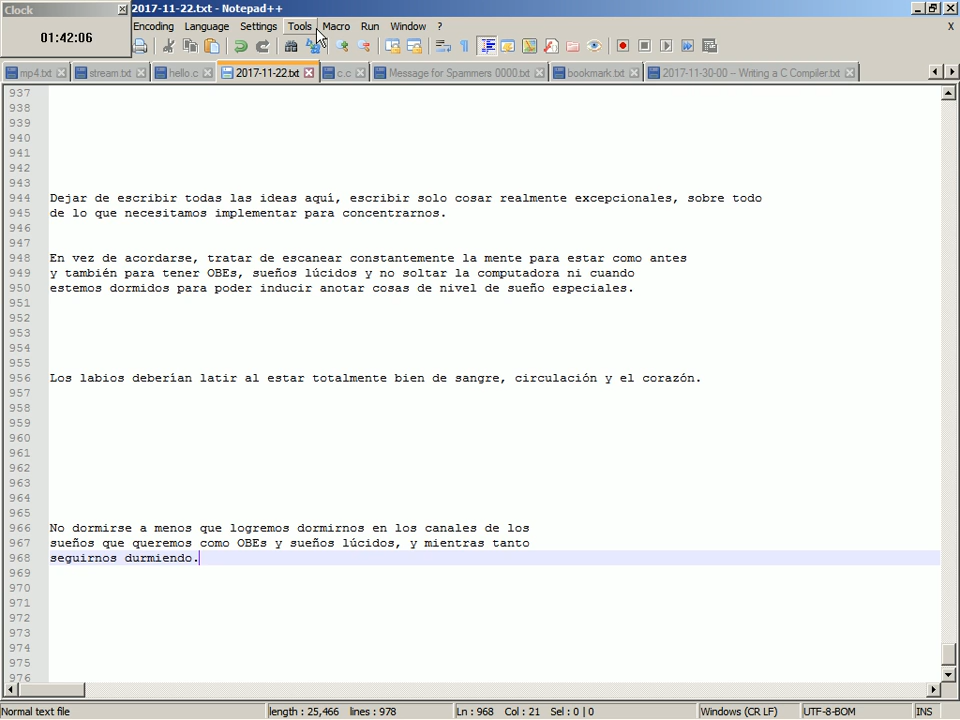 Clock
01:42:06
2017-11-22.txt - Notepad++
Encoding Language Settings Tools Macro Run Window ? X
mp4.txt stream.txt hello.c 2017-11-22.txt c.c Message for Spammers 0000.txt bookmark.txt 2017-11-30-00 – Writing a C Compiler.txt
937
938
939
940
941
942
943
944 Dejar de escribir todas las ideas aquí, escribir solo cosar realmente excepcionales, sobre todo
945 de lo que necesitamos implementar para concentrarnos.
946
947
948 En vez de acordarse, tratar de escanear constantemente la mente para estar como antes
949 y también para tener OBEs, sueños lúcidos y no soltar la computadora ni cuando
950 estemos dormidos para poder inducir anotar cosas de nivel de sueño especiales.
951
952
953
954
955
956 Los labios deberían latir al estar totalmente bien de sangre, circulación y el corazón.
957
958
959
960
961
962
963
964
965
966 No dormirse a menos que logremos dormirnos en los canales de los
967 sueños que queremos como OBEs y sueños lúcidos, y mientras tanto
968 seguirnos durmiendo.
969
970
971
972
973
974
975
976
Normal text file length : 25,466 lines : 978 Ln : 968 Col : 21 Sel : 0 | 0 Windows (CR LF) UTF-8-BOM INS